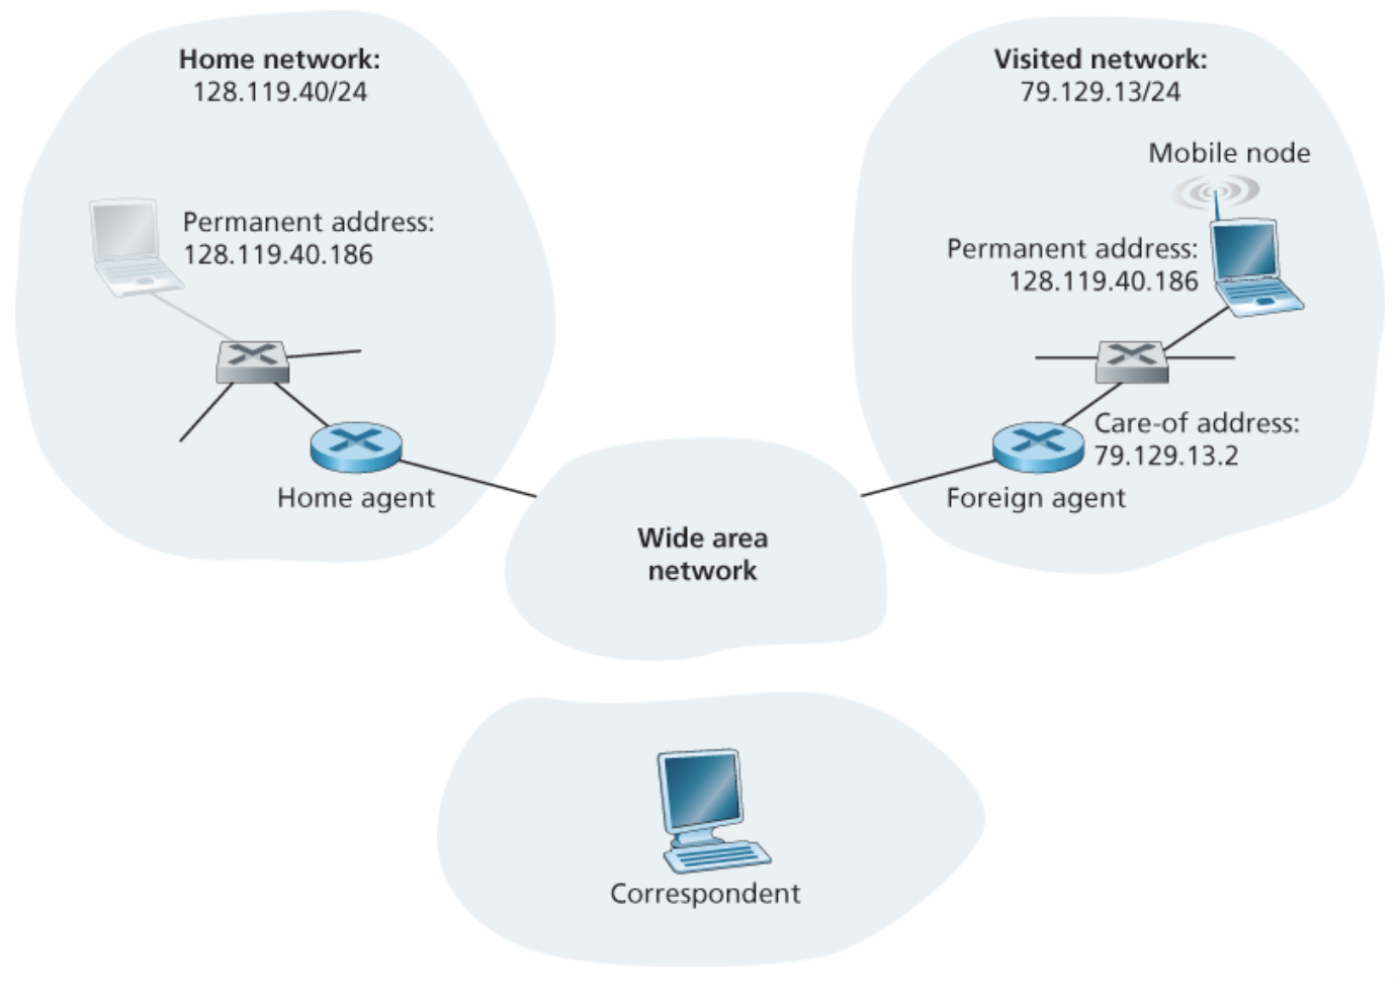 Home network:
128.119.40/24
Visited network:
79.129.13/24
Mobile node
Permanent address:
128.119.40.186
Permanent address:
128.119.40.186
Care-of address:
79.129.13.2
Home agent
Foreign agent
Wide area
network
Correspondent